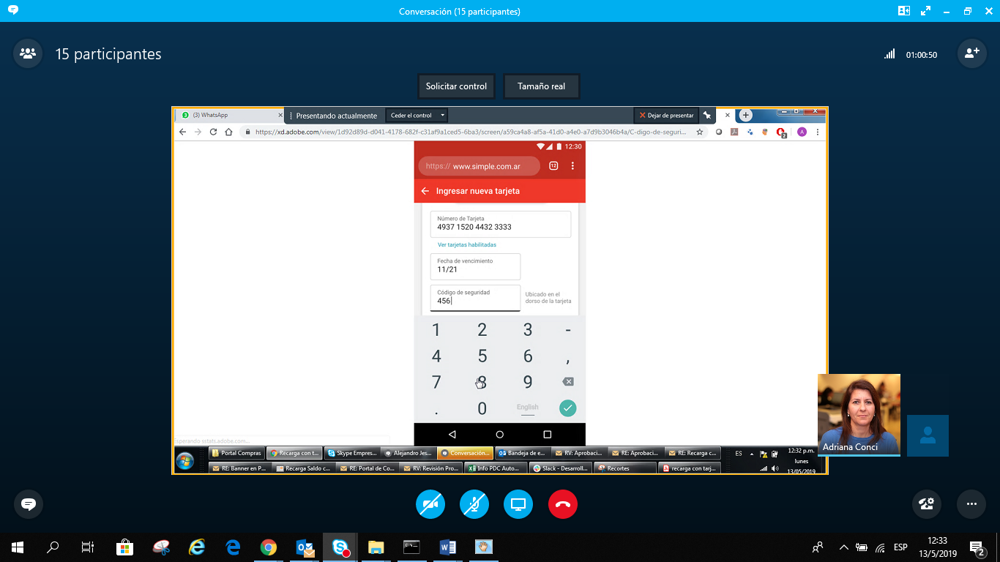 Conversación (15 participantes)
15 participantes
01:00:50
Solicitar control
Tamaño real
(3) WhatsApp
Presentando actualmente
Ceder el control
Dejar de presentar
https://xd.adobe.com/view/1d92d89d-d041-4178-682f-c31af9a1ced5-6ba3/screen/a59ca4a8-af5a-41d0-a4e0-a7d9b3046b4a/C-digo-de-seguri...
12:30
https:// www.simple.com.ar
12
Ingresar nueva tarjeta
Número de Tarjeta
4937 1520 4432 3333
Ver tarjetas habilitadas
Fecha de vencimiento
11/21
Código de seguridad
456
Ubicado en el
dorso de la tarjeta
1 2 3 -
4 5 6 ,
7 8 9
. 0 English
Esperando sstats.adobe.com...
Adriana Conci
Portal Compras
Recarga con t...
Skype Empres...
Alejandro Jes...
Conversación...
Bandeja de e...
RV: Aprobaci...
RE: Aprobaci...
RE: Recarga c...
ES
12:32 p.m.
lunes
13/05/2019
RE: Banner en P...
Recarga Saldo c...
RE: Portal de Co...
RV: Revisión Pro...
Info PDC Auto...
Slack - Desarroll...
Recortes
recarga con tarj...
ESP
12:33
13/5/2019
2